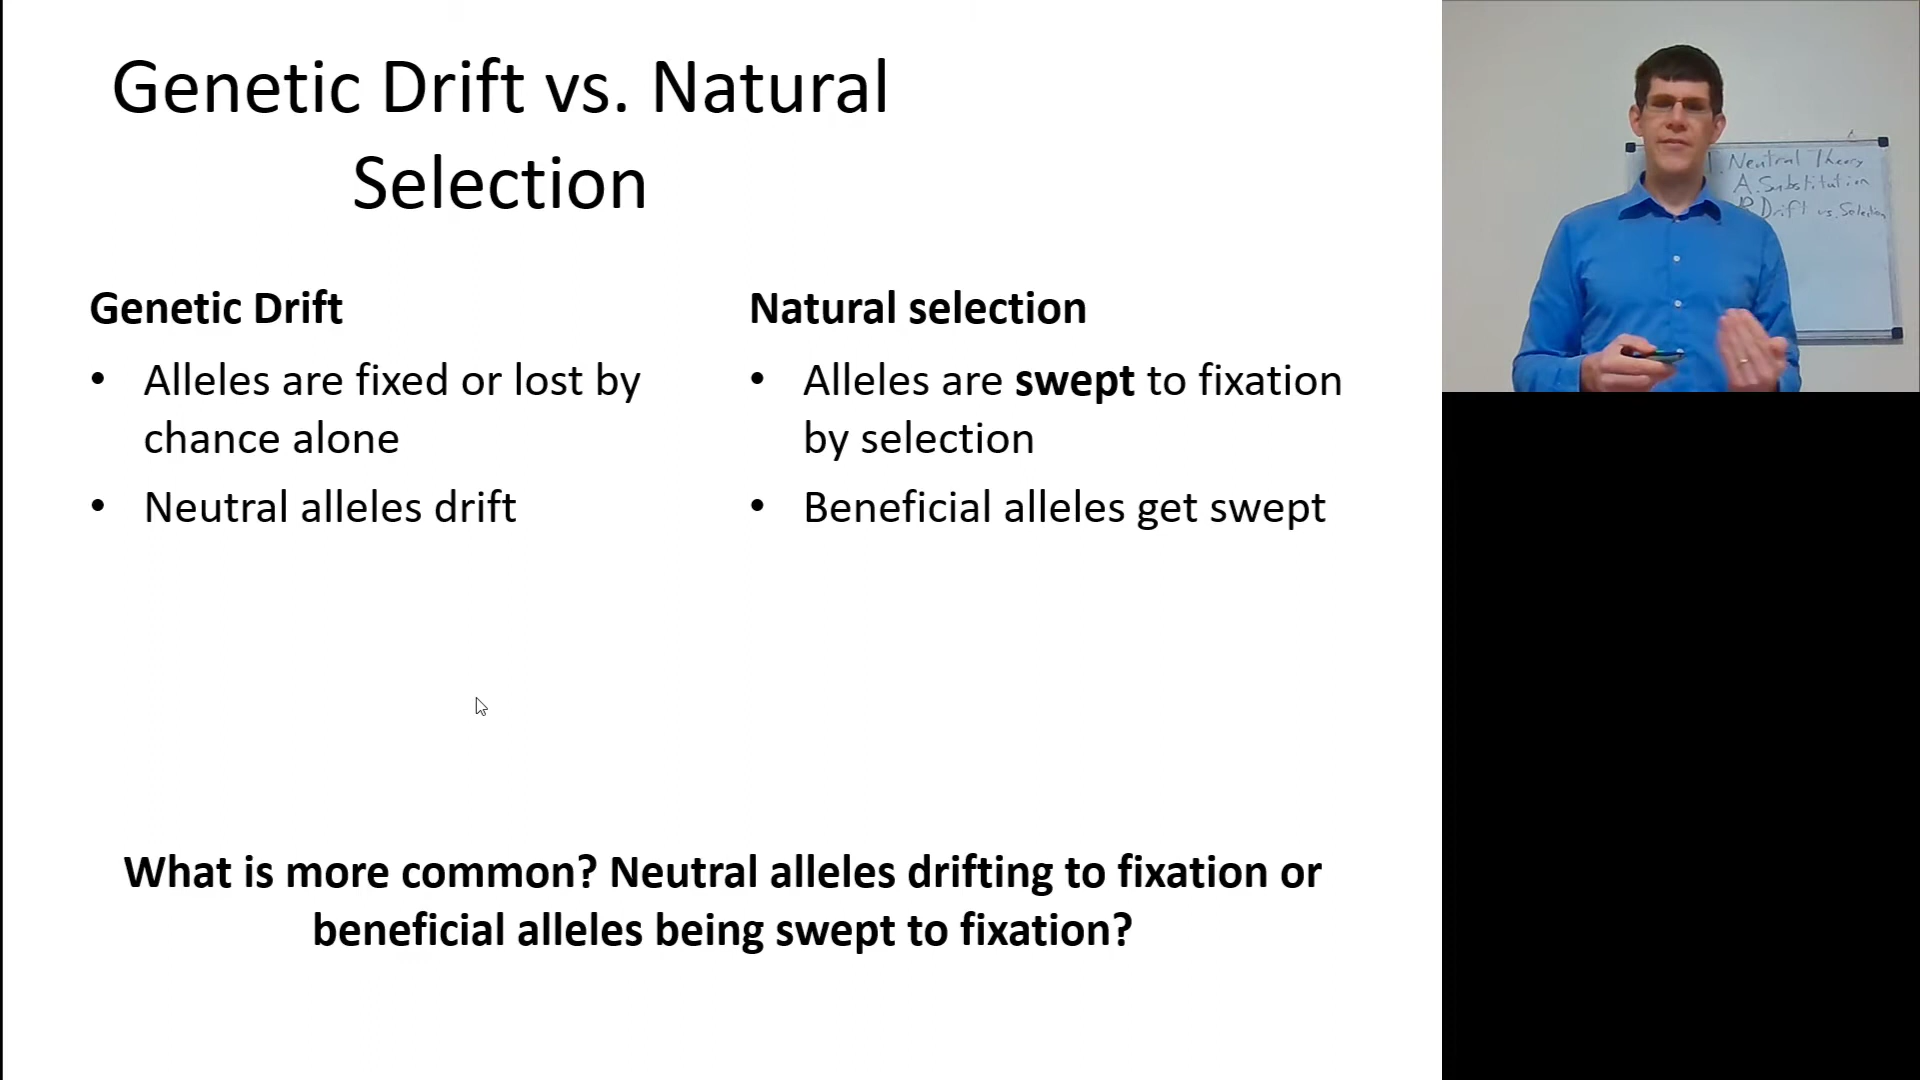 Genetic Drift vs. Natural
Selection
Genetic Drift
• Alleles are fixed or lost by
chance alone
• Neutral alleles drift
Natural selection
• Alleles are swept to fixation
by selection
• Beneficial alleles get swept
What is more common? Neutral alleles drifting to fixation or
beneficial alleles being swept to fixation?
1. Neutral Theory
A. Substitution
B. Drift vs. Selection